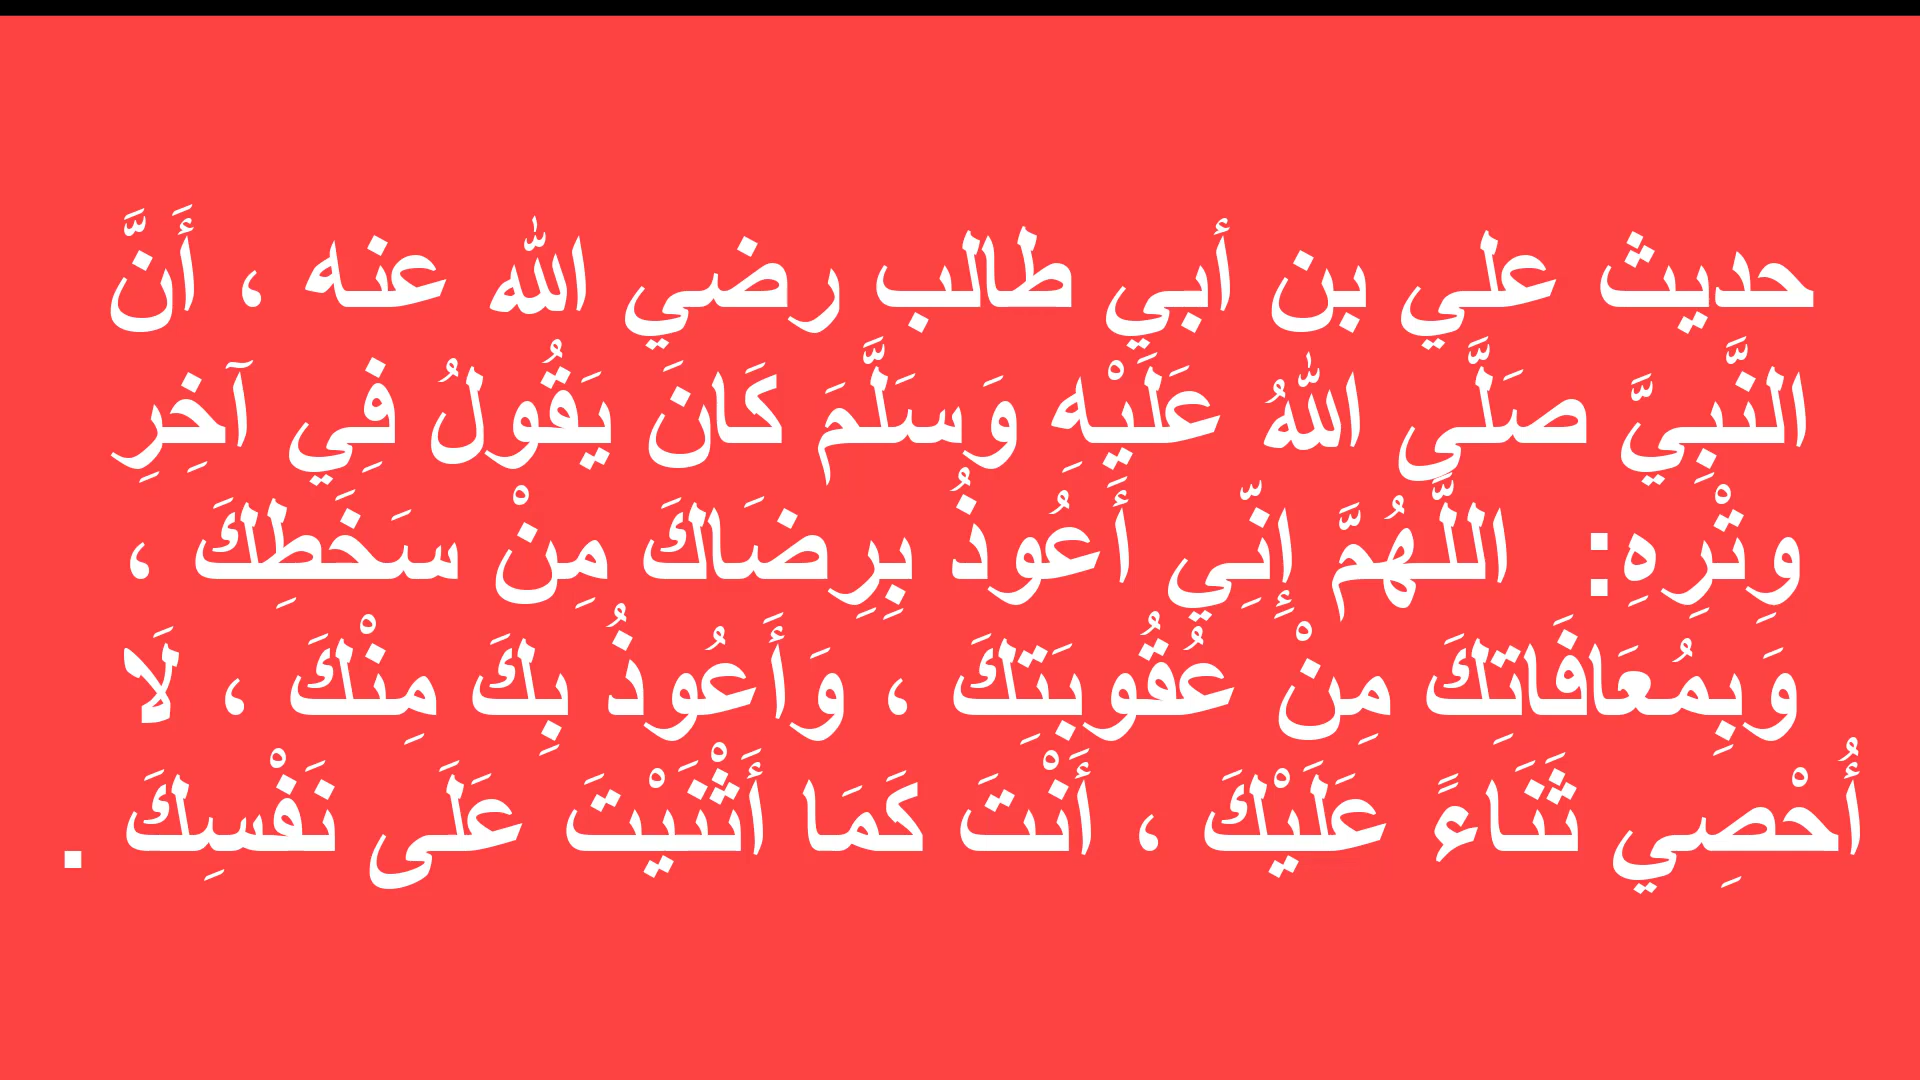 حديث علي بن أبي طالب رضي الله عنه ، أَنَّ
النَّبِيَّ صَلَّى اللهُ عَلَيْهِ وَسَلَّمَ كَانَ يَقُولُ فِي آخِرِ
وِتْرِهِ: اللَّهُمَّ إِنِّي أَعُوذُ بِرِضَاكَ مِنْ سَخَطِكَ ،
وَبِمُعَافَاتِكَ مِنْ عُقُوبَتِكَ ، وَأَعُوذُ بِكَ مِنْكَ ، لَا
أُحْصِي ثَنَاءً عَلَيْكَ ، أَنْتَ كَمَا أَثْنَيْتَ عَلَى نَفْسِكَ .